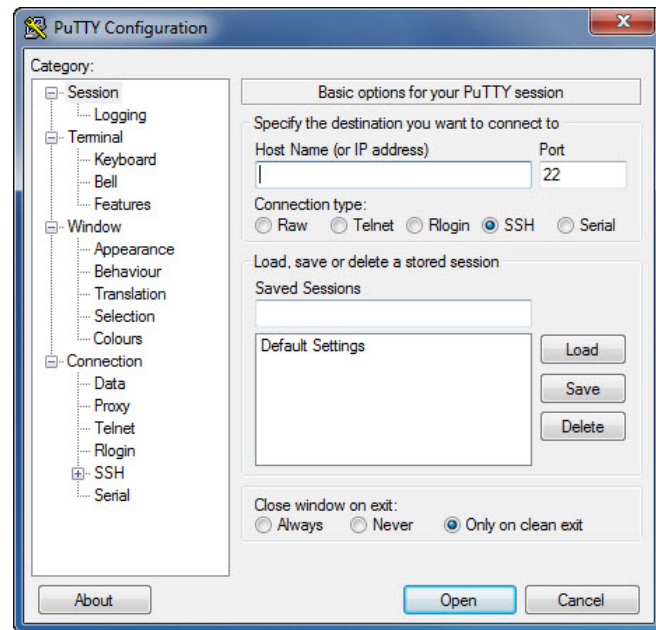 PuTTY Configuration
Category:
Session
Logging
Terminal
Keyboard
Bell
Features
Window
Appearance
Behaviour
Translation
Selection
Colours
Connection
Data
Proxy
Telnet
Rlogin
SSH
Serial
Basic options for your PuTTY session
Specify the destination you want to connect to
Host Name (or IP address) Port
22
Connection type:
Raw Telnet Rlogin SSH Serial
Load, save or delete a stored session
Saved Sessions
Default Settings
Load
Save
Delete
Close window on exit:
Always Never Only on clean exit
About Open Cancel